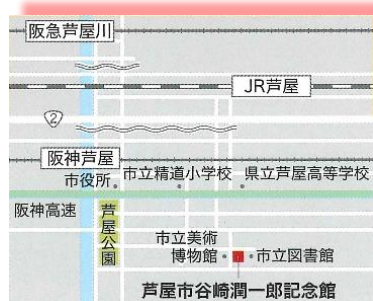 阪急芦屋川
JR芦屋
2
阪神芦屋
市役所
市立精道小学校
県立芦屋高等学校
阪神高速
芦屋公園
市立美術
博物館
市立図書館
芦屋市谷崎潤一郎記念館